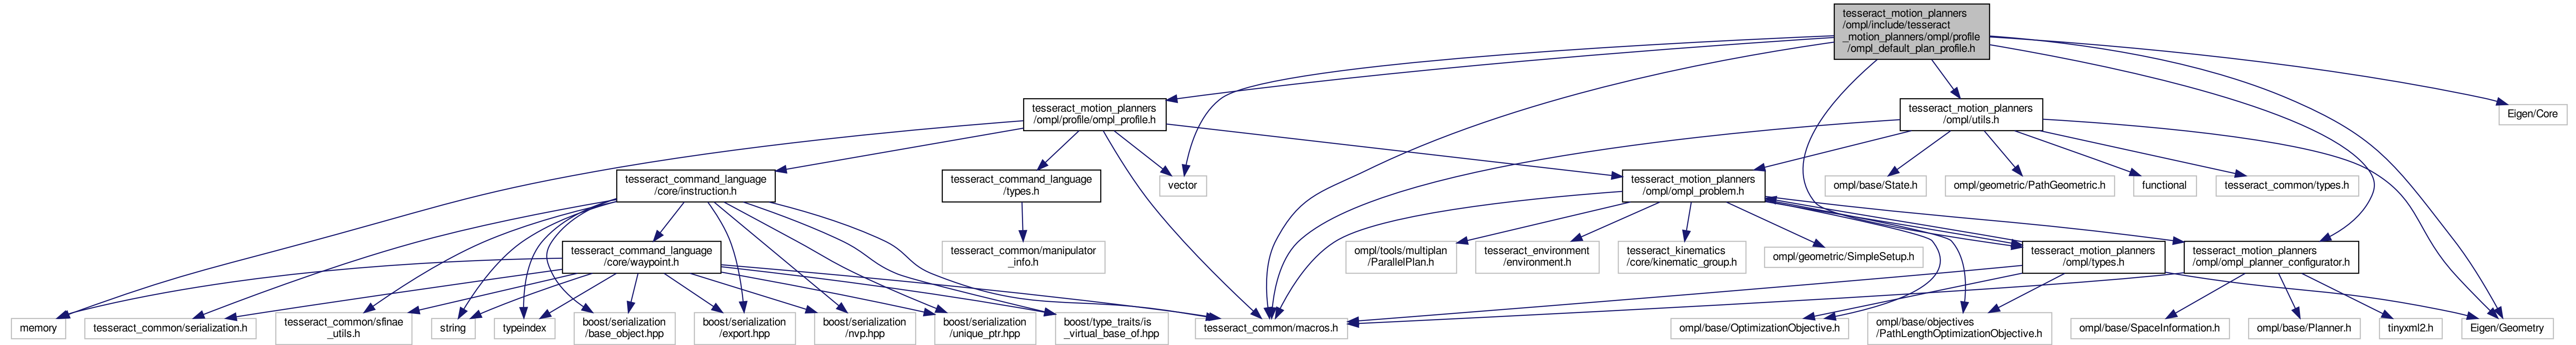 tesseract_motion_planners
/ompl/include/tesseract
_motion_planners/ompl/profile
/ompl_default_plan_profile.h
tesseract_motion_planners
/ompl/profile/ompl_profile.h
tesseract_motion_planners
/ompl/utils.h
Eigen/Core
tesseract_command_language
/core/instruction.h
tesseract_command_language
/types.h
vector
tesseract_motion_planners
/ompl/ompl_problem.h
ompl/base/State.h
ompl/geometric/PathGeometric.h
functional
tesseract_common/types.h
tesseract_command_language
/core/waypoint.h
tesseract_common/manipulator
_info.h
ompl/tools/multiplan
/ParallelPlan.h
tesseract_environment
/environment.h
tesseract_kinematics
/core/kinematic_group.h
ompl/geometric/SimpleSetup.h
tesseract_motion_planners
/ompl/types.h
tesseract_motion_planners
/ompl/ompl_planner_configurator.h
memory
tesseract_common/serialization.h
tesseract_common/sfinae
_utils.h
string
typeindex
boost/serialization
/base_object.hpp
boost/serialization
/export.hpp
boost/serialization
/nvp.hpp
boost/serialization
/unique_ptr.hpp
boost/type_traits/is
_virtual_base_of.hpp
tesseract_common/macros.h
ompl/base/OptimizationObjective.h
ompl/base/objectives
/PathLengthOptimizationObjective.h
ompl/base/SpaceInformation.h
ompl/base/Planner.h
tinyxml2.h
Eigen/Geometry